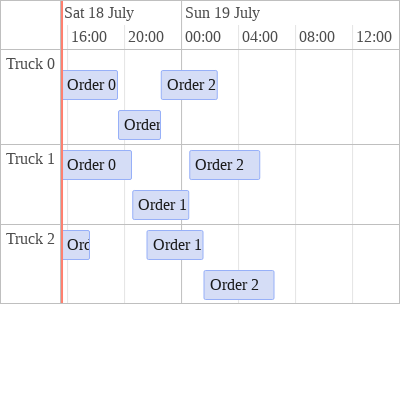 Sat 18 July
Sun 19 July
16:00
20:00
00:00
04:00
08:00
12:00
Truck 0
Order 0
Order 2
Order
Truck 1
Order 0
Order 2
Order 1
Truck 2
Ord
Order 1
Order 2